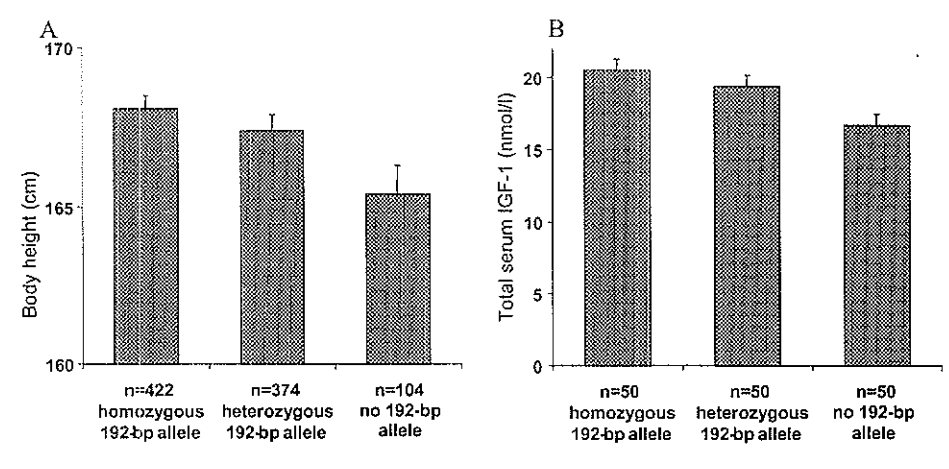 A
170
165
160
Body height (cm)
n=422
homozygous
192-bp allele
n=374
heterozygous
192-bp allele
n=104
no 192-bp
allele
B
20
15
10
5
0
Total serum IGF-1 (nmol/l)
n=50
homozygous
192-bp allele
n=50
heterozygous
192-bp allele
n=50
no 192-bp
allele